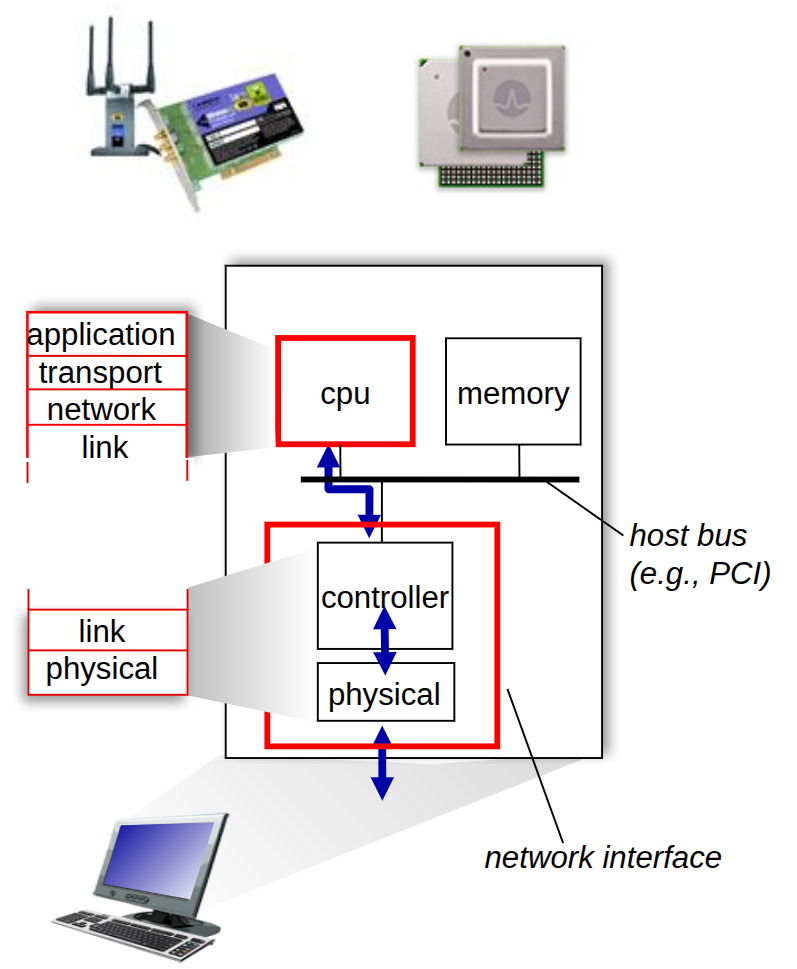 application
transport
network
link
cpu
memory
host bus
(e.g., PCI)
controller
link
physical
physical
network interface